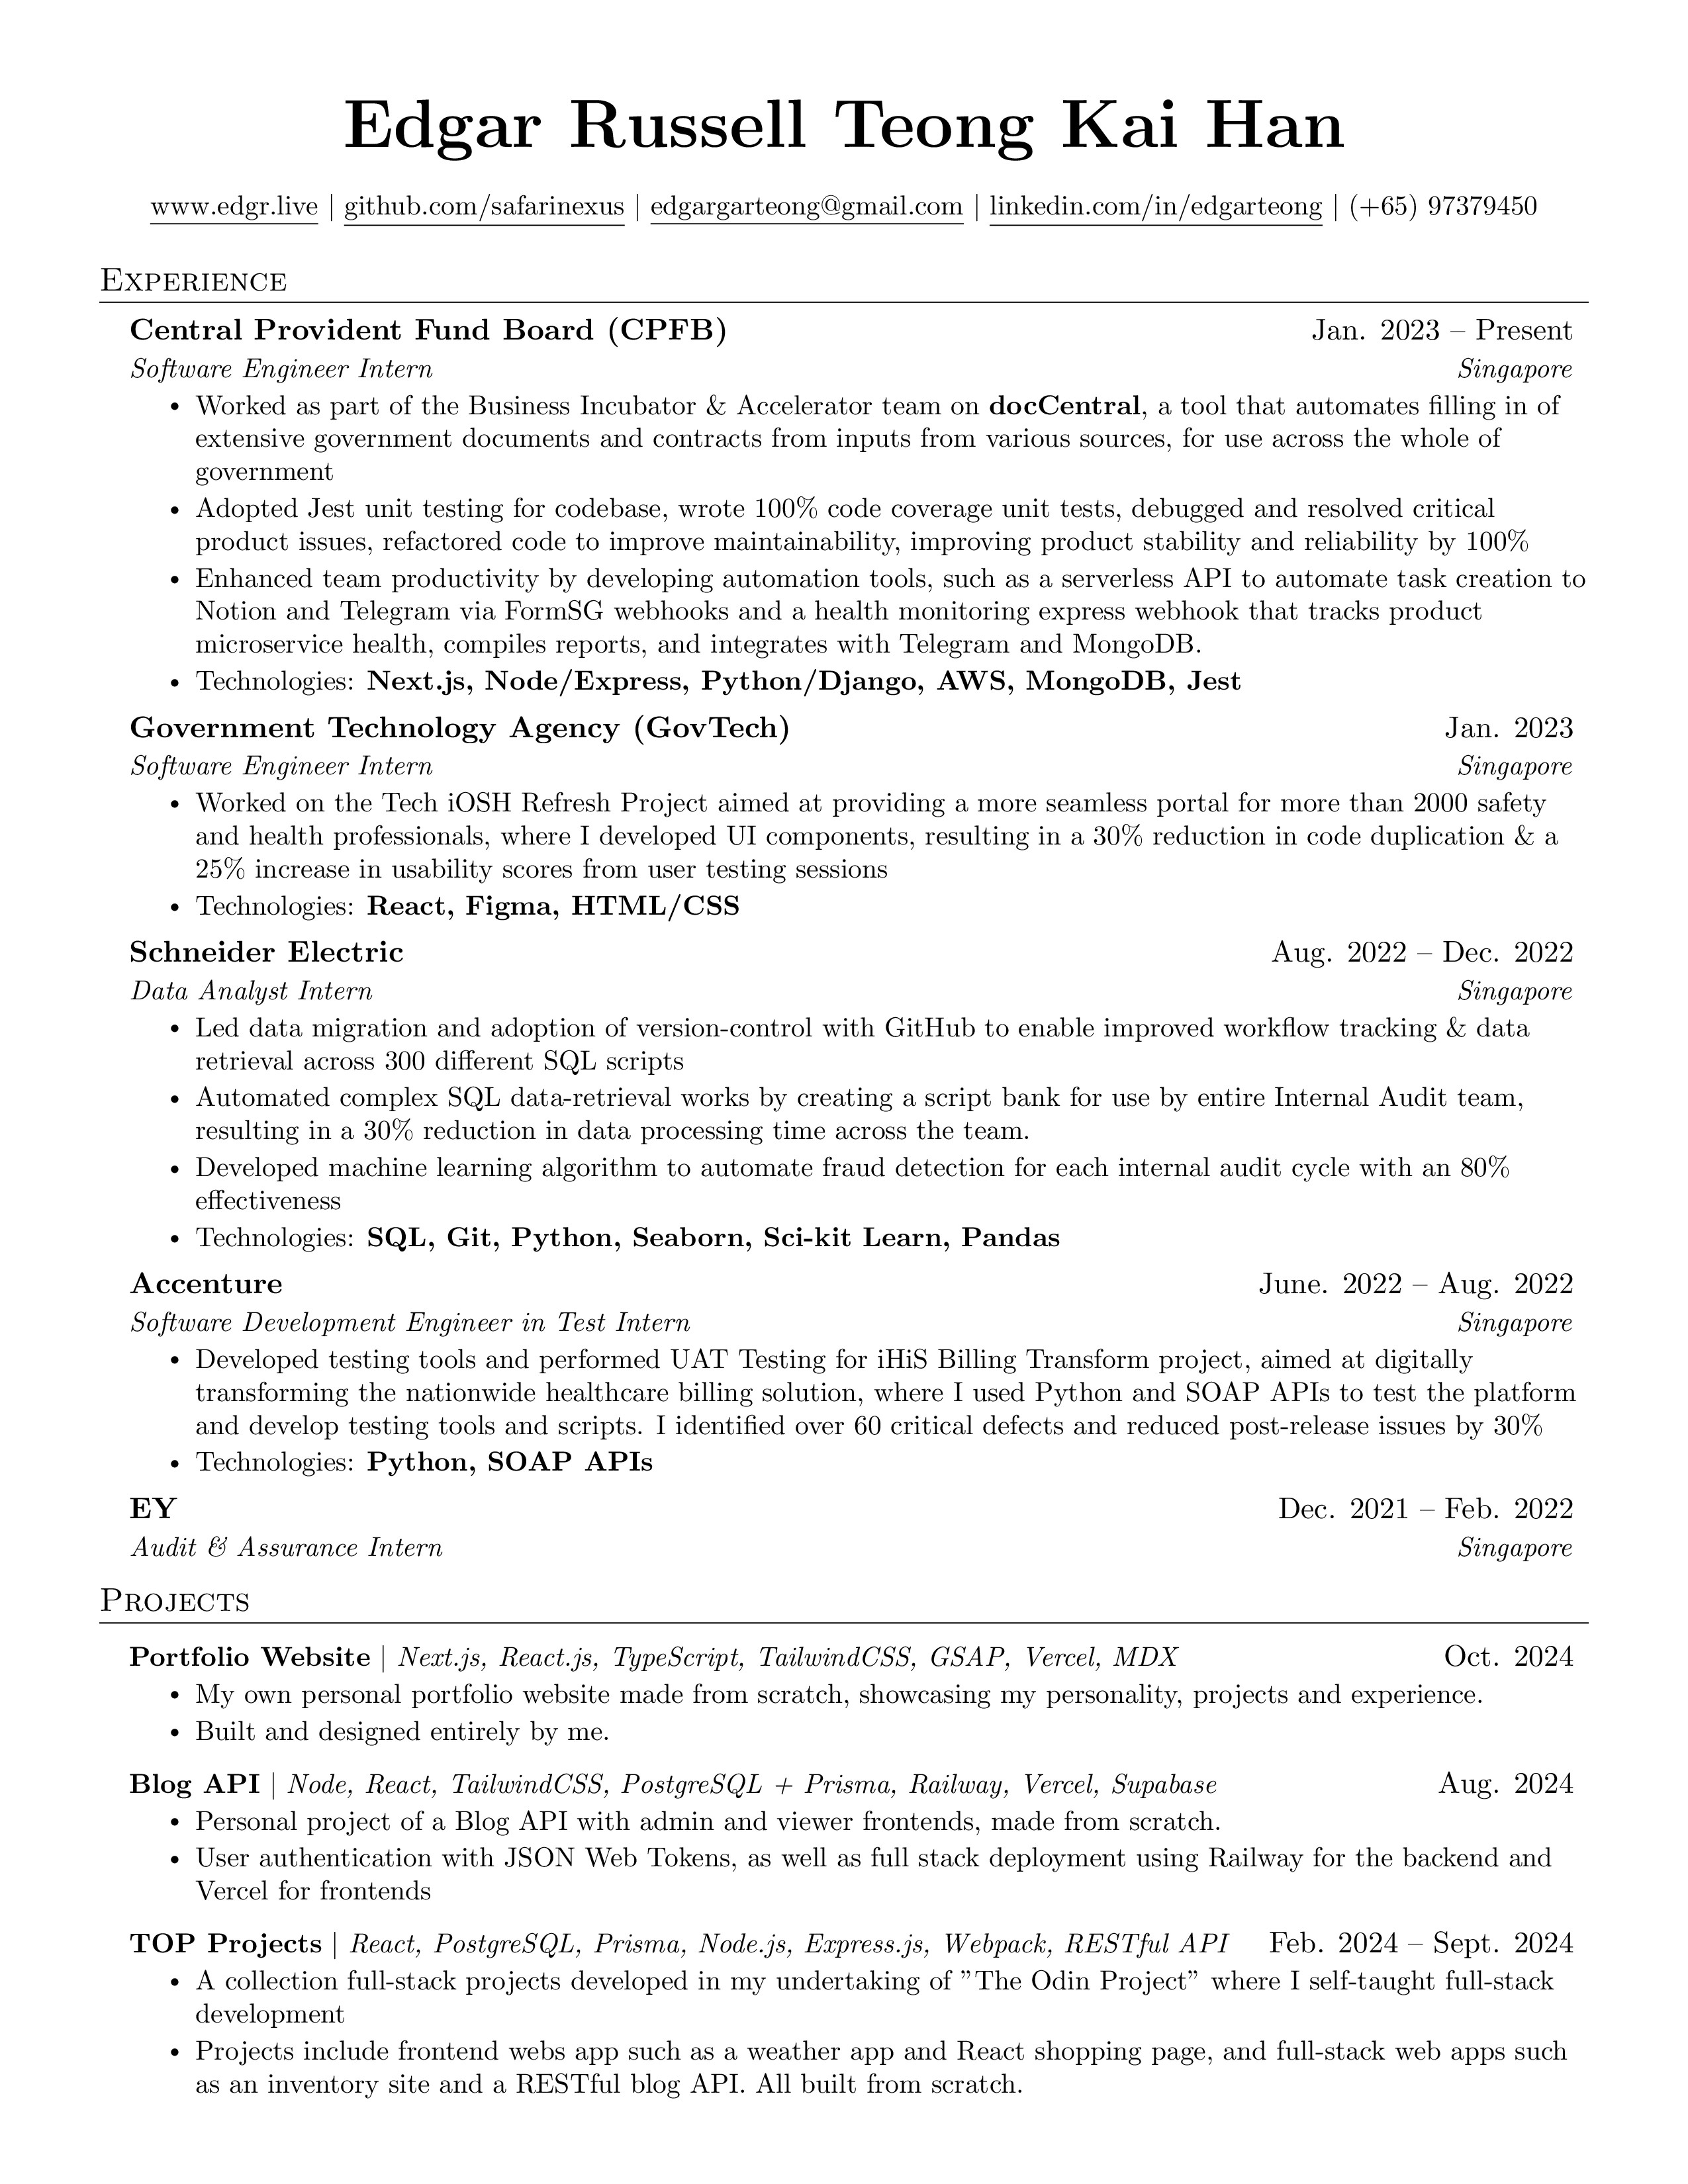 Edgar Russell Teong Kai Han
www.edgr.live | github.com/safarinexus | edgargarteong@gmail.com | linkedin.com/in/edgarteong | (+65) 97379450
Experience
Central Provident Fund Board (CPFB) Jan. 2023 – Present
Software Engineer Intern Singapore
• Worked as part of the Business Incubator & Accelerator team on docCentral, a tool that automates filling in of
extensive government documents and contracts from inputs from various sources, for use across the whole of
government
• Adopted Jest unit testing for codebase, wrote 100% code coverage unit tests, debugged and resolved critical
product issues, refactored code to improve maintainability, improving product stability and reliability by 100%
• Enhanced team productivity by developing automation tools, such as a serverless API to automate task creation to
Notion and Telegram via FormSG webhooks and a health monitoring express webhook that tracks product
microservice health, compiles reports, and integrates with Telegram and MongoDB.
• Technologies: Next.js, Node/Express, Python/Django, AWS, MongoDB, Jest
Government Technology Agency (GovTech) Jan. 2023
Software Engineer Intern Singapore
• Worked on the Tech iOSH Refresh Project aimed at providing a more seamless portal for more than 2000 safety
and health professionals, where I developed UI components, resulting in a 30% reduction in code duplication & a
25% increase in usability scores from user testing sessions
• Technologies: React, Figma, HTML/CSS
Schneider Electric Aug. 2022 – Dec. 2022
Data Analyst Intern Singapore
• Led data migration and adoption of version-control with GitHub to enable improved workflow tracking & data
retrieval across 300 different SQL scripts
• Automated complex SQL data-retrieval works by creating a script bank for use by entire Internal Audit team,
resulting in a 30% reduction in data processing time across the team.
• Developed machine learning algorithm to automate fraud detection for each internal audit cycle with an 80%
effectiveness
• Technologies: SQL, Git, Python, Seaborn, Sci-kit Learn, Pandas
Accenture June. 2022 – Aug. 2022
Software Development Engineer in Test Intern Singapore
• Developed testing tools and performed UAT Testing for iHiS Billing Transform project, aimed at digitally
transforming the nationwide healthcare billing solution, where I used Python and SOAP APIs to test the platform
and develop testing tools and scripts. I identified over 60 critical defects and reduced post-release issues by 30%
• Technologies: Python, SOAP APIs
EY Dec. 2021 – Feb. 2022
Audit & Assurance Intern Singapore
Projects
Portfolio Website | Next.js, React.js, TypeScript, TailwindCSS, GSAP, Vercel, MDX Oct. 2024
• My own personal portfolio website made from scratch, showcasing my personality, projects and experience.
• Built and designed entirely by me.
Blog API | Node, React, TailwindCSS, PostgreSQL + Prisma, Railway, Vercel, Supabase Aug. 2024
• Personal project of a Blog API with admin and viewer frontends, made from scratch.
• User authentication with JSON Web Tokens, as well as full stack deployment using Railway for the backend and
Vercel for frontends
TOP Projects | React, PostgreSQL, Prisma, Node.js, Express.js, Webpack, RESTful API Feb. 2024 – Sept. 2024
• A collection full-stack projects developed in my undertaking of ”The Odin Project” where I self-taught full-stack
development
• Projects include frontend webs app such as a weather app and React shopping page, and full-stack web apps such
as an inventory site and a RESTful blog API. All built from scratch.